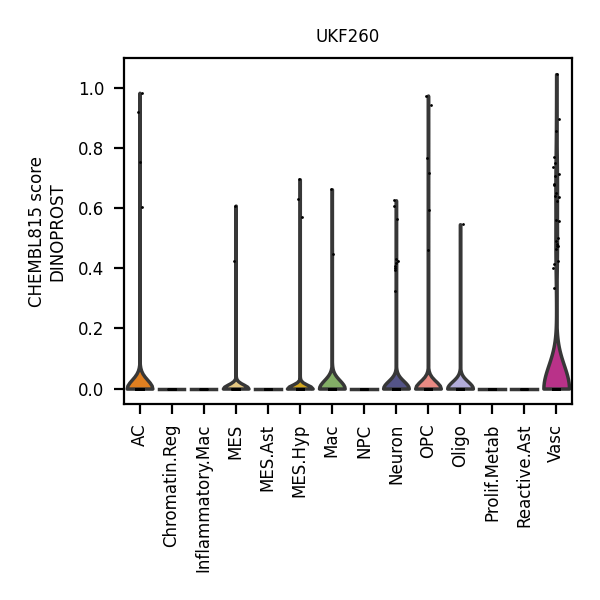 UKF260
CHEMBL815 score
DINOPROST
1.0
0.8
0.6
0.4
0.2
0.0
AC
Chromatin.Reg
Inflammatory.Mac
MES
MES.Ast
MES.Hyp
Mac
NPC
Neuron
OPC
Oligo
Prolif.Metab
Reactive.Ast
Vasc